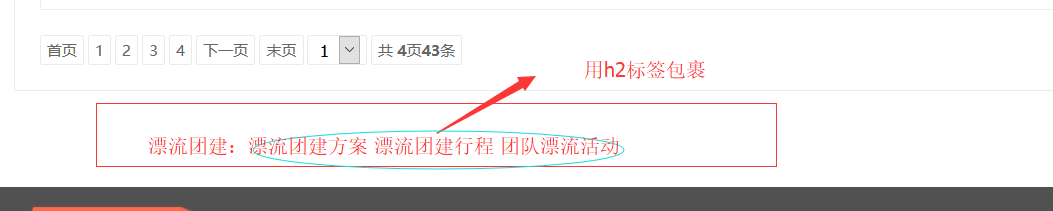 首页 1 2 3 4 下一页 末页 1 共 4页43条
用h2标签包裹
漂流团建：漂流团建方案 漂流团建行程 团队漂流活动